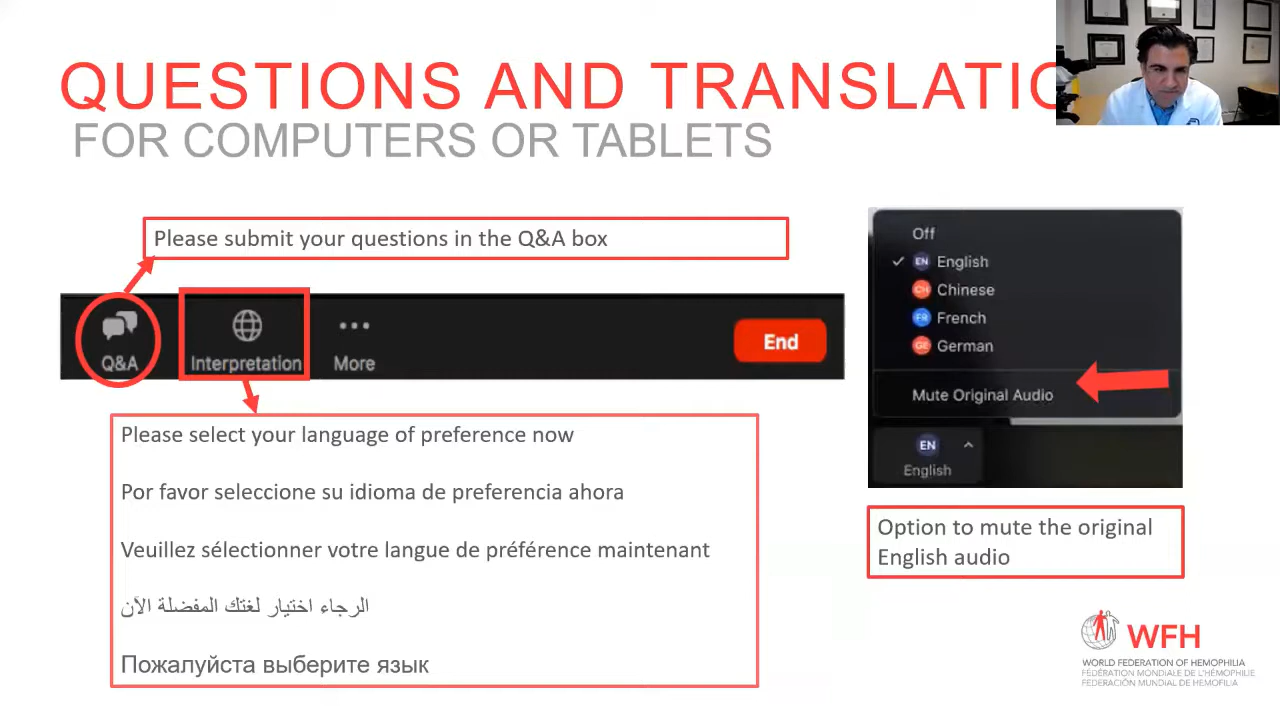 QUESTIONS AND TRANSLATIO
FOR COMPUTERS OR TABLETS
Please submit your questions in the Q&A box
Q&A
Interpretation
More
End
Please select your language of preference now
Por favor seleccione su idioma de preferencia ahora
Veuillez sélectionner votre langue de préférence maintenant
الرجاء اختيار لغتك المفضلة الآن
Пожалуйста выберите язык
Off
EN English
CH Chinese
FR French
GE German
Mute Original Audio
EN
English
Option to mute the original
English audio
WFH
WORLD FEDERATION OF HEMOPHILIA
FÉDÉRATION MONDIALE DE L'HÉMOPHILIE
FEDERACIÓN MUNDIAL DE HEMOFILIA